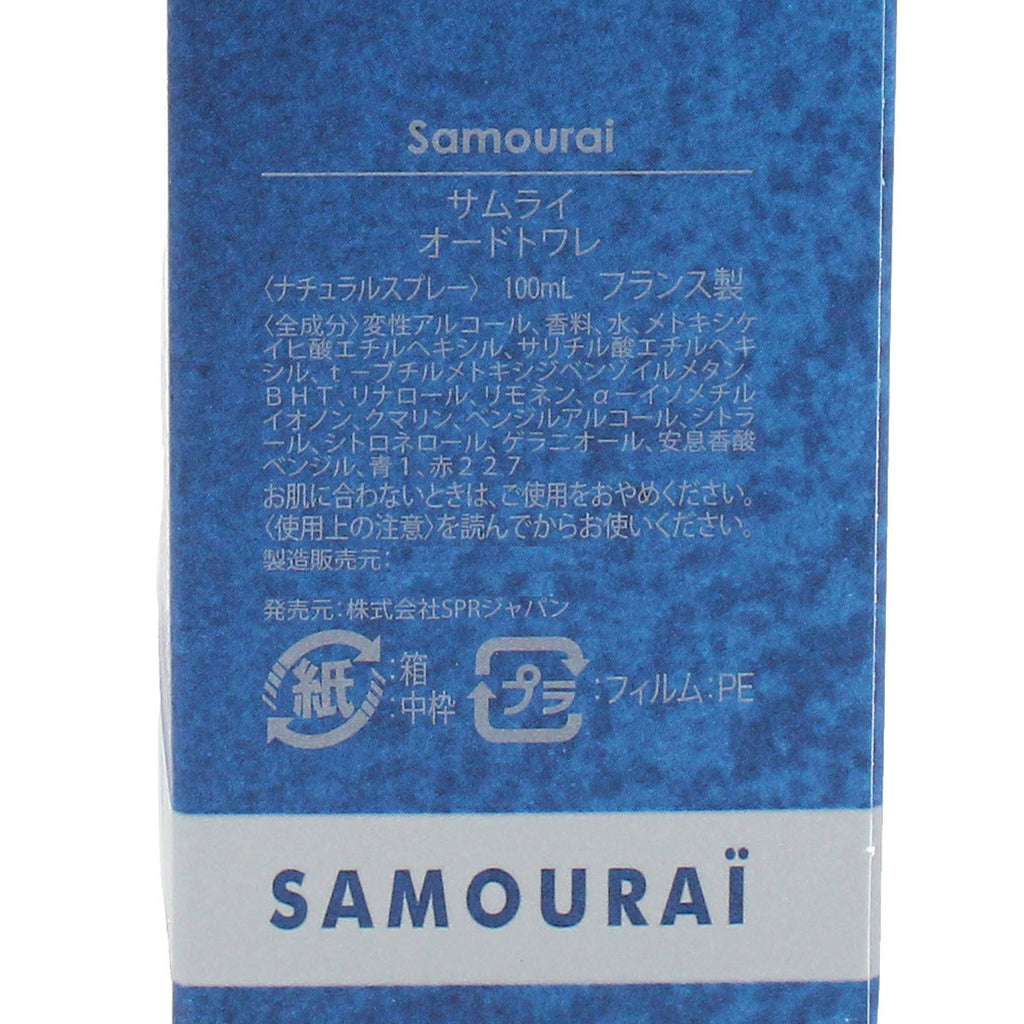 Samourai
サムライ
オードトワレ
〈ナチュラルスプレー〉 100mL フランス製
〈全成分〉変性アルコール、香料、水、メトキシケ
イヒ酸エチルヘキシル、サリチル酸エチルヘキ
シル、t－ブチルメトキシジベンゾイルメタン、
BHT、リナロール、リモネン、α－イソメチル
イオノン、クマリン、ベンジルアルコール、シトラ
ール、シトロネロール、ゲラニオール、安息香酸
ベンジル、青1、赤227
お肌に合わないときは、ご使用をおやめください。
〈使用上の注意〉を読んでからお使いください。
製造販売元：
発売元：株式会社SPRジャパン
紙 ：箱
：中枠
プラ ：フィルム：PE
SAMOURAÏ